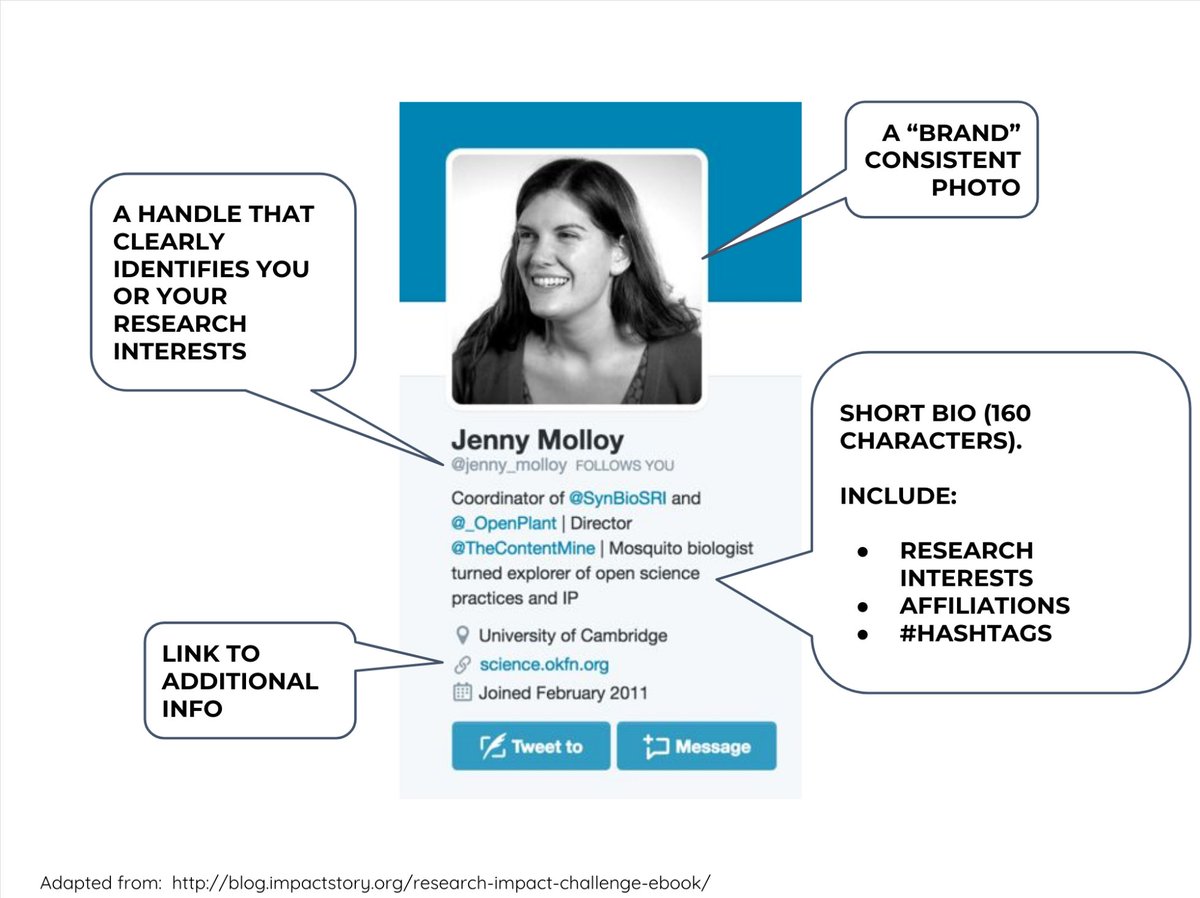 A “BRAND”
CONSISTENT
PHOTO
A HANDLE THAT
CLEARLY
IDENTIFIES YOU
OR YOUR
RESEARCH
INTERESTS
Jenny Molloy
@jenny_molloy FOLLOWS YOU
Coordinator of @SynBioSRI and
@_OpenPlant | Director
@TheContentMine | Mosquito biologist
turned explorer of open science
practices and IP
University of Cambridge
science.okfn.org
Joined February 2011
Tweet to
Message
SHORT BIO (160
CHARACTERS).
INCLUDE:
● RESEARCH
INTERESTS
● AFFILIATIONS
● #HASHTAGS
LINK TO
ADDITIONAL
INFO
Adapted from: http://blog.impactstory.org/research-impact-challenge-ebook/